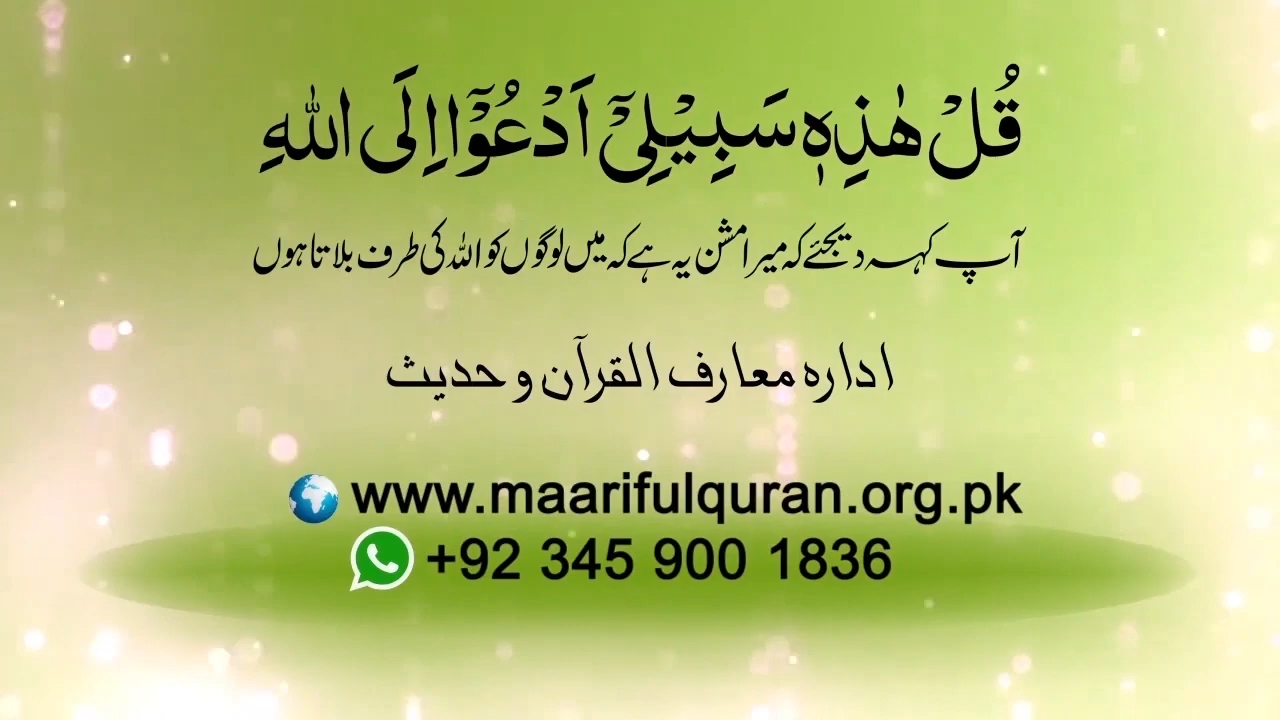 قُلْ هٰذِهٖ سَبِيْلِيْٓ اَدْعُوْٓا اِلَى اللهِ
آپ کہہ دیجئے کہ میرا مشن یہ ہے کہ میں لوگوں کو اللہ کی طرف بلاتا ہوں
ادارہ معارف القرآن و حدیث
www.maarifulquran.org.pk
+92 345 900 1836